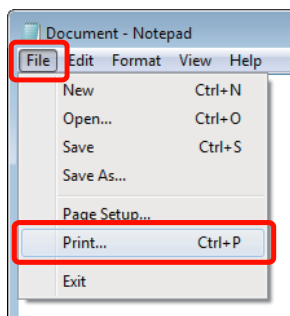 Document - Notepad
File Edit Format View Help
New Ctrl+N
Open... Ctrl+O
Save Ctrl+S
Save As...
Page Setup...
Print... Ctrl+P
Exit